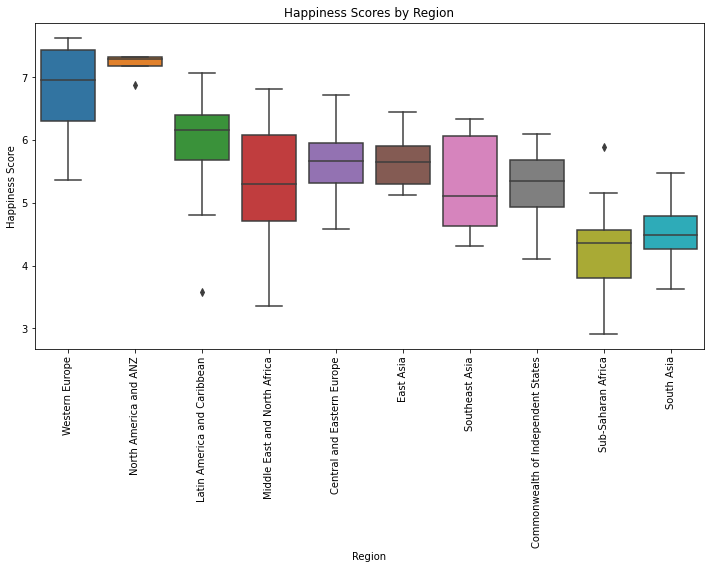 Happiness Scores by Region
Happiness Score
7
6
5
4
3
Western Europe
North America and ANZ
Latin America and Caribbean
Middle East and North Africa
Central and Eastern Europe
East Asia
Southeast Asia
Commonwealth of Independent States
Sub-Saharan Africa
South Asia
Region